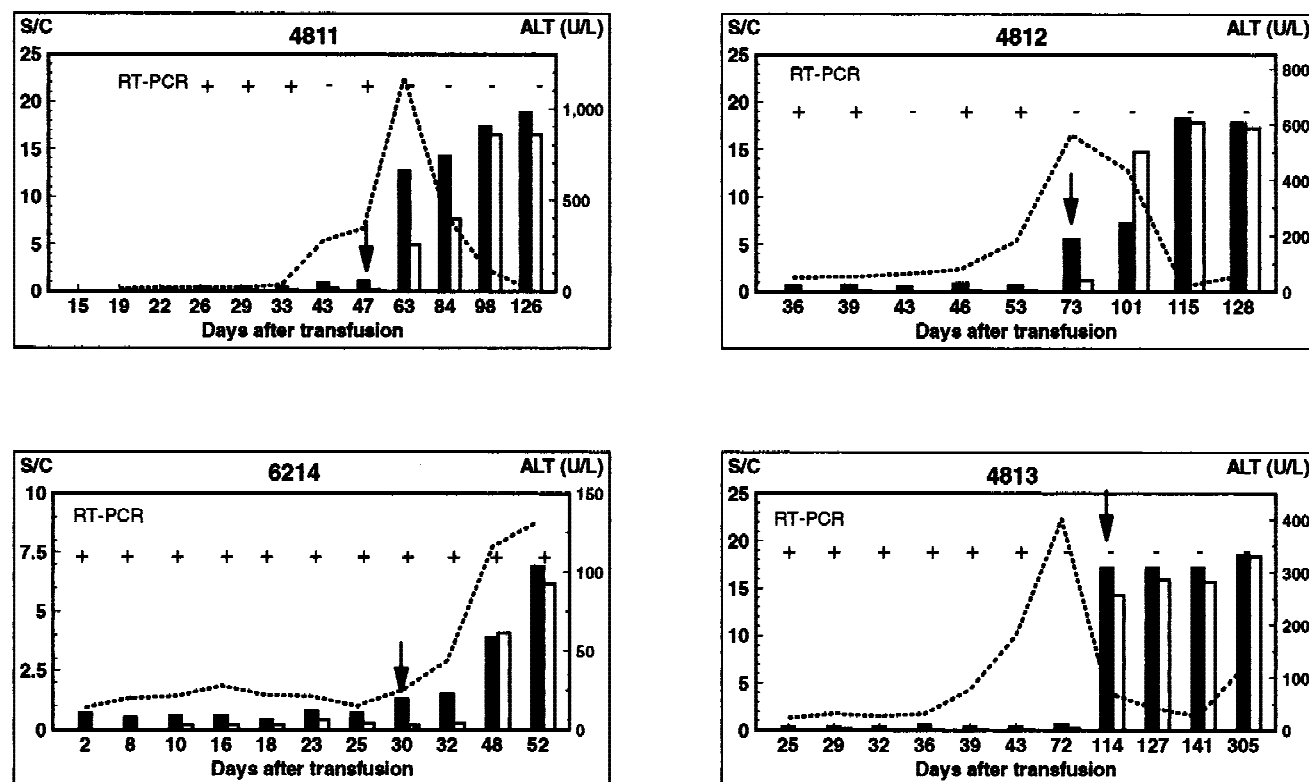 S/C 4811 ALT (U/L)
25
20
15
10
5
0
RT-PCR + + + - + - - - -
1,000
500
0
15 19 22 26 29 33 43 47 63 84 98 126
Days after transfusion
S/C 4812 ALT (U/L)
25
20
15
10
5
0
RT-PCR
+ + - + + - - - -
800
600
400
200
0
36 39 43 46 53 73 101 115 128
Days after transfusion
S/C 6214 ALT (U/L)
10
7.5
5
2.5
0
RT-PCR
+ + + + + + + + + + +
150
100
50
0
2 8 10 16 18 23 25 30 32 48 52
Days after transfusion
S/C 4813 ALT (U/L)
25
20
15
10
5
0
RT-PCR
+ + + + + + - - - -
400
300
200
100
0
25 29 32 36 39 43 72 114 127 141 305
Days after transfusion